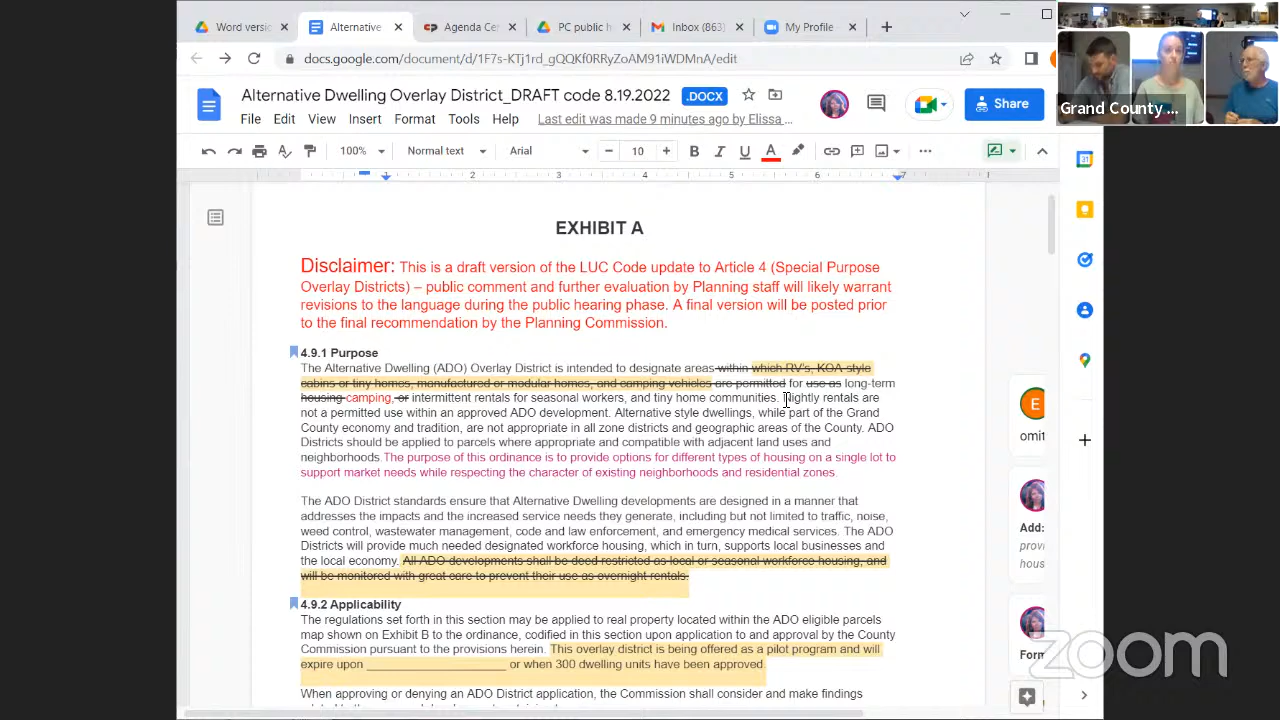 Word versi
Alternative
Agenda C
PC public h
Inbox (863)
My Profile
docs.google.com/document/d/
gQQKf0RRyZoAM91iWDMnA/edit
Alternative Dwelling Overlay District_DRAFT code 8.19.2022
.DOCX
Share
File Edit View Insert Format Tools Help Last edit was made 9 minutes ago by Elissa ...
100% Normal text Arial 10
2 3 4 5 6 7
EXHIBIT A
Disclaimer: This is a draft version of the LUC Code update to Article 4 (Special Purpose
Overlay Districts) – public comment and further evaluation by Planning staff will likely warrant
revisions to the language during the public hearing phase. A final version will be posted prior
to the final recommendation by the Planning Commission.
4.9.1 Purpose
The Alternative Dwelling (ADO) Overlay District is intended to designate areas within which RV's, KOA style
cabins or tiny homes, manufactured or modular homes, and camping vehicles are permitted for use as long-term
housing camping, or intermittent rentals for seasonal workers, and tiny home communities. Nightly rentals are
not a permitted use within an approved ADO development. Alternative style dwellings, while part of the Grand
County economy and tradition, are not appropriate in all zone districts and geographic areas of the County. ADO
Districts should be applied to parcels where appropriate and compatible with adjacent land uses and
neighborhoods.The purpose of this ordinance is to provide options for different types of housing on a single lot to
support market needs while respecting the character of existing neighborhoods and residential zones.
The ADO District standards ensure that Alternative Dwelling developments are designed in a manner that
addresses the impacts and the increased service needs they generate, including but not limited to traffic, noise,
weed control, wastewater management, code and law enforcement, and emergency medical services. The ADO
Districts will provide much needed designated workforce housing, which in turn, supports local businesses and
the local economy. All ADO developments shall be deed restricted as local or seasonal workforce housing, and
will be monitored with great care to prevent their use as overnight rentals.
4.9.2 Applicability
The regulations set forth in this section may be applied to real property located within the ADO eligible parcels
map shown on Exhibit B to the ordinance, codified in this section upon application to and approval by the County
Commission pursuant to the provisions herein. This overlay district is being offered as a pilot program and will
expire upon ______________________ or when 300 dwelling units have been approved.
When approving or denying an ADO District application, the Commission shall consider and make findings
E
omit
Add:
provi
hous
Form
31
Grand County ...
zoom